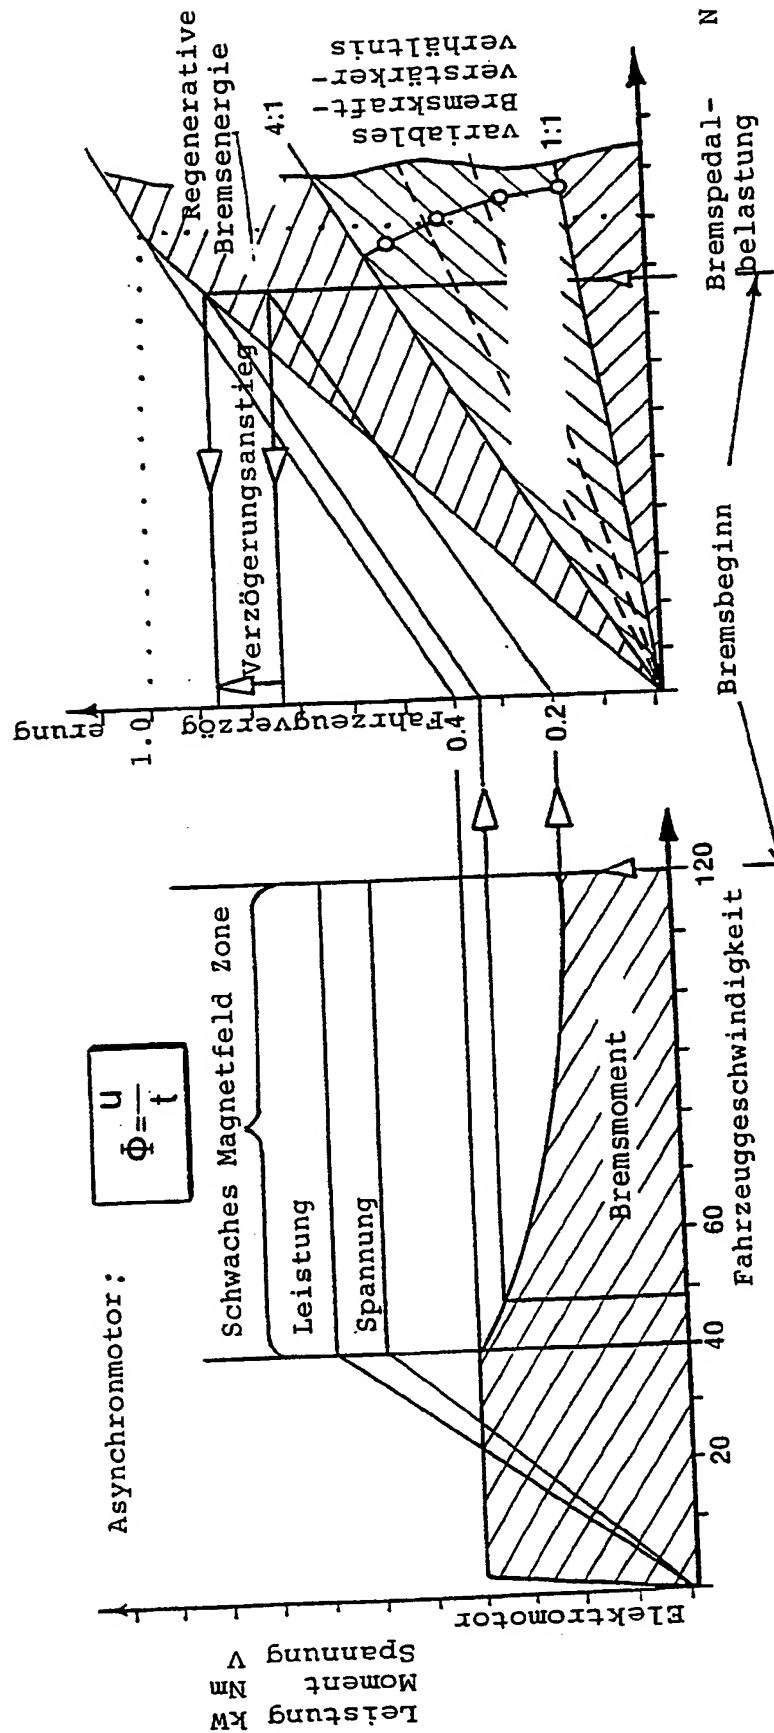 Asynchronmotor:
Φ=u/t
Schwaches Magnetfeld Zone
Leistung
Spannung
Bremsmoment
Leistung kW
Moment Nm
Spannung V
Elektromotor
20
40
60
120
Fahrzeuggeschwindigkeit
Bremsbeginn
Fahrzeugverzög
erung
1.0
0.4
0.2
Verzögerungsanstieg
Regenerative
Bremsenergie
4:1
1:1
variables
Bremskraft-
verstärker-
verhältnis
Bremspedal-
belastung
N